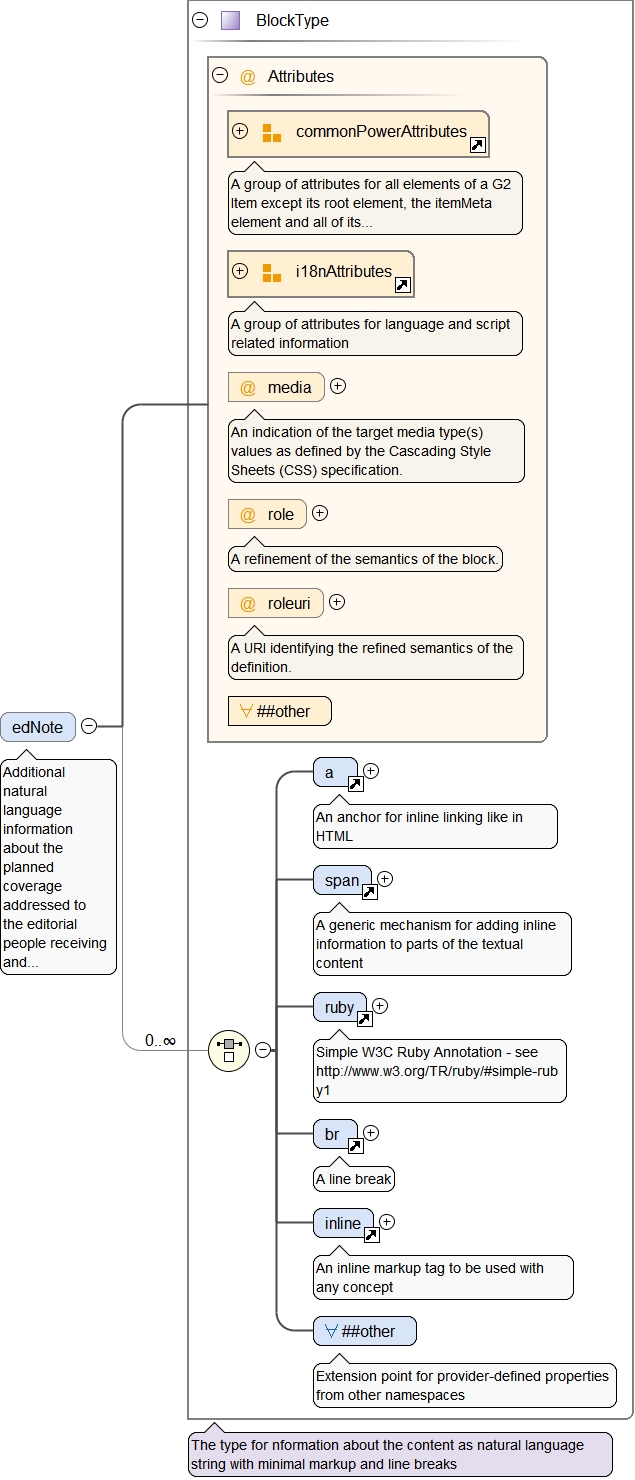 BlockType
@ Attributes
commonPowerAttributes
A group of attributes for all elements of a G2
Item except its root element, the itemMeta
element and all of its...
i18nAttributes
A group of attributes for language and script
related information
@ media
An indication of the target media type(s)
values as defined by the Cascading Style
Sheets (CSS) specification.
@ role
A refinement of the semantics of the block.
@ roleuri
A URI identifying the refined semantics of the
definition.
##other
edNote
Additional
natural
language
information
about the
planned
coverage
addressed to
the editorial
people receiving
and...
0..∞
a
An anchor for inline linking like in
HTML
span
A generic mechanism for adding inline
information to parts of the textual
content
ruby
Simple W3C Ruby Annotation - see
http://www.w3.org/TR/ruby/#simple-rub
y1
br
A line break
inline
An inline markup tag to be used with
any concept
##other
Extension point for provider-defined properties
from other namespaces
The type for nformation about the content as natural language
string with minimal markup and line breaks